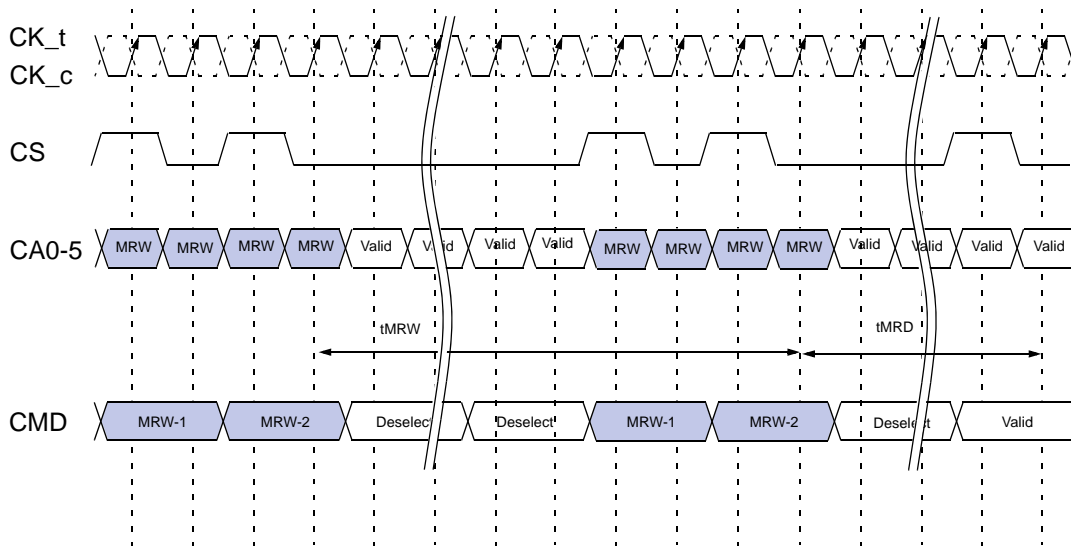 CK_t
CK_c
CS
CA0-5 MRW MRW MRW MRW Valid Valid Valid Valid MRW MRW MRW MRW Valid Valid Valid Valid
tMRW tMRD
CMD MRW-1 MRW-2 Deselect Deselect MRW-1 MRW-2 Deselect Valid